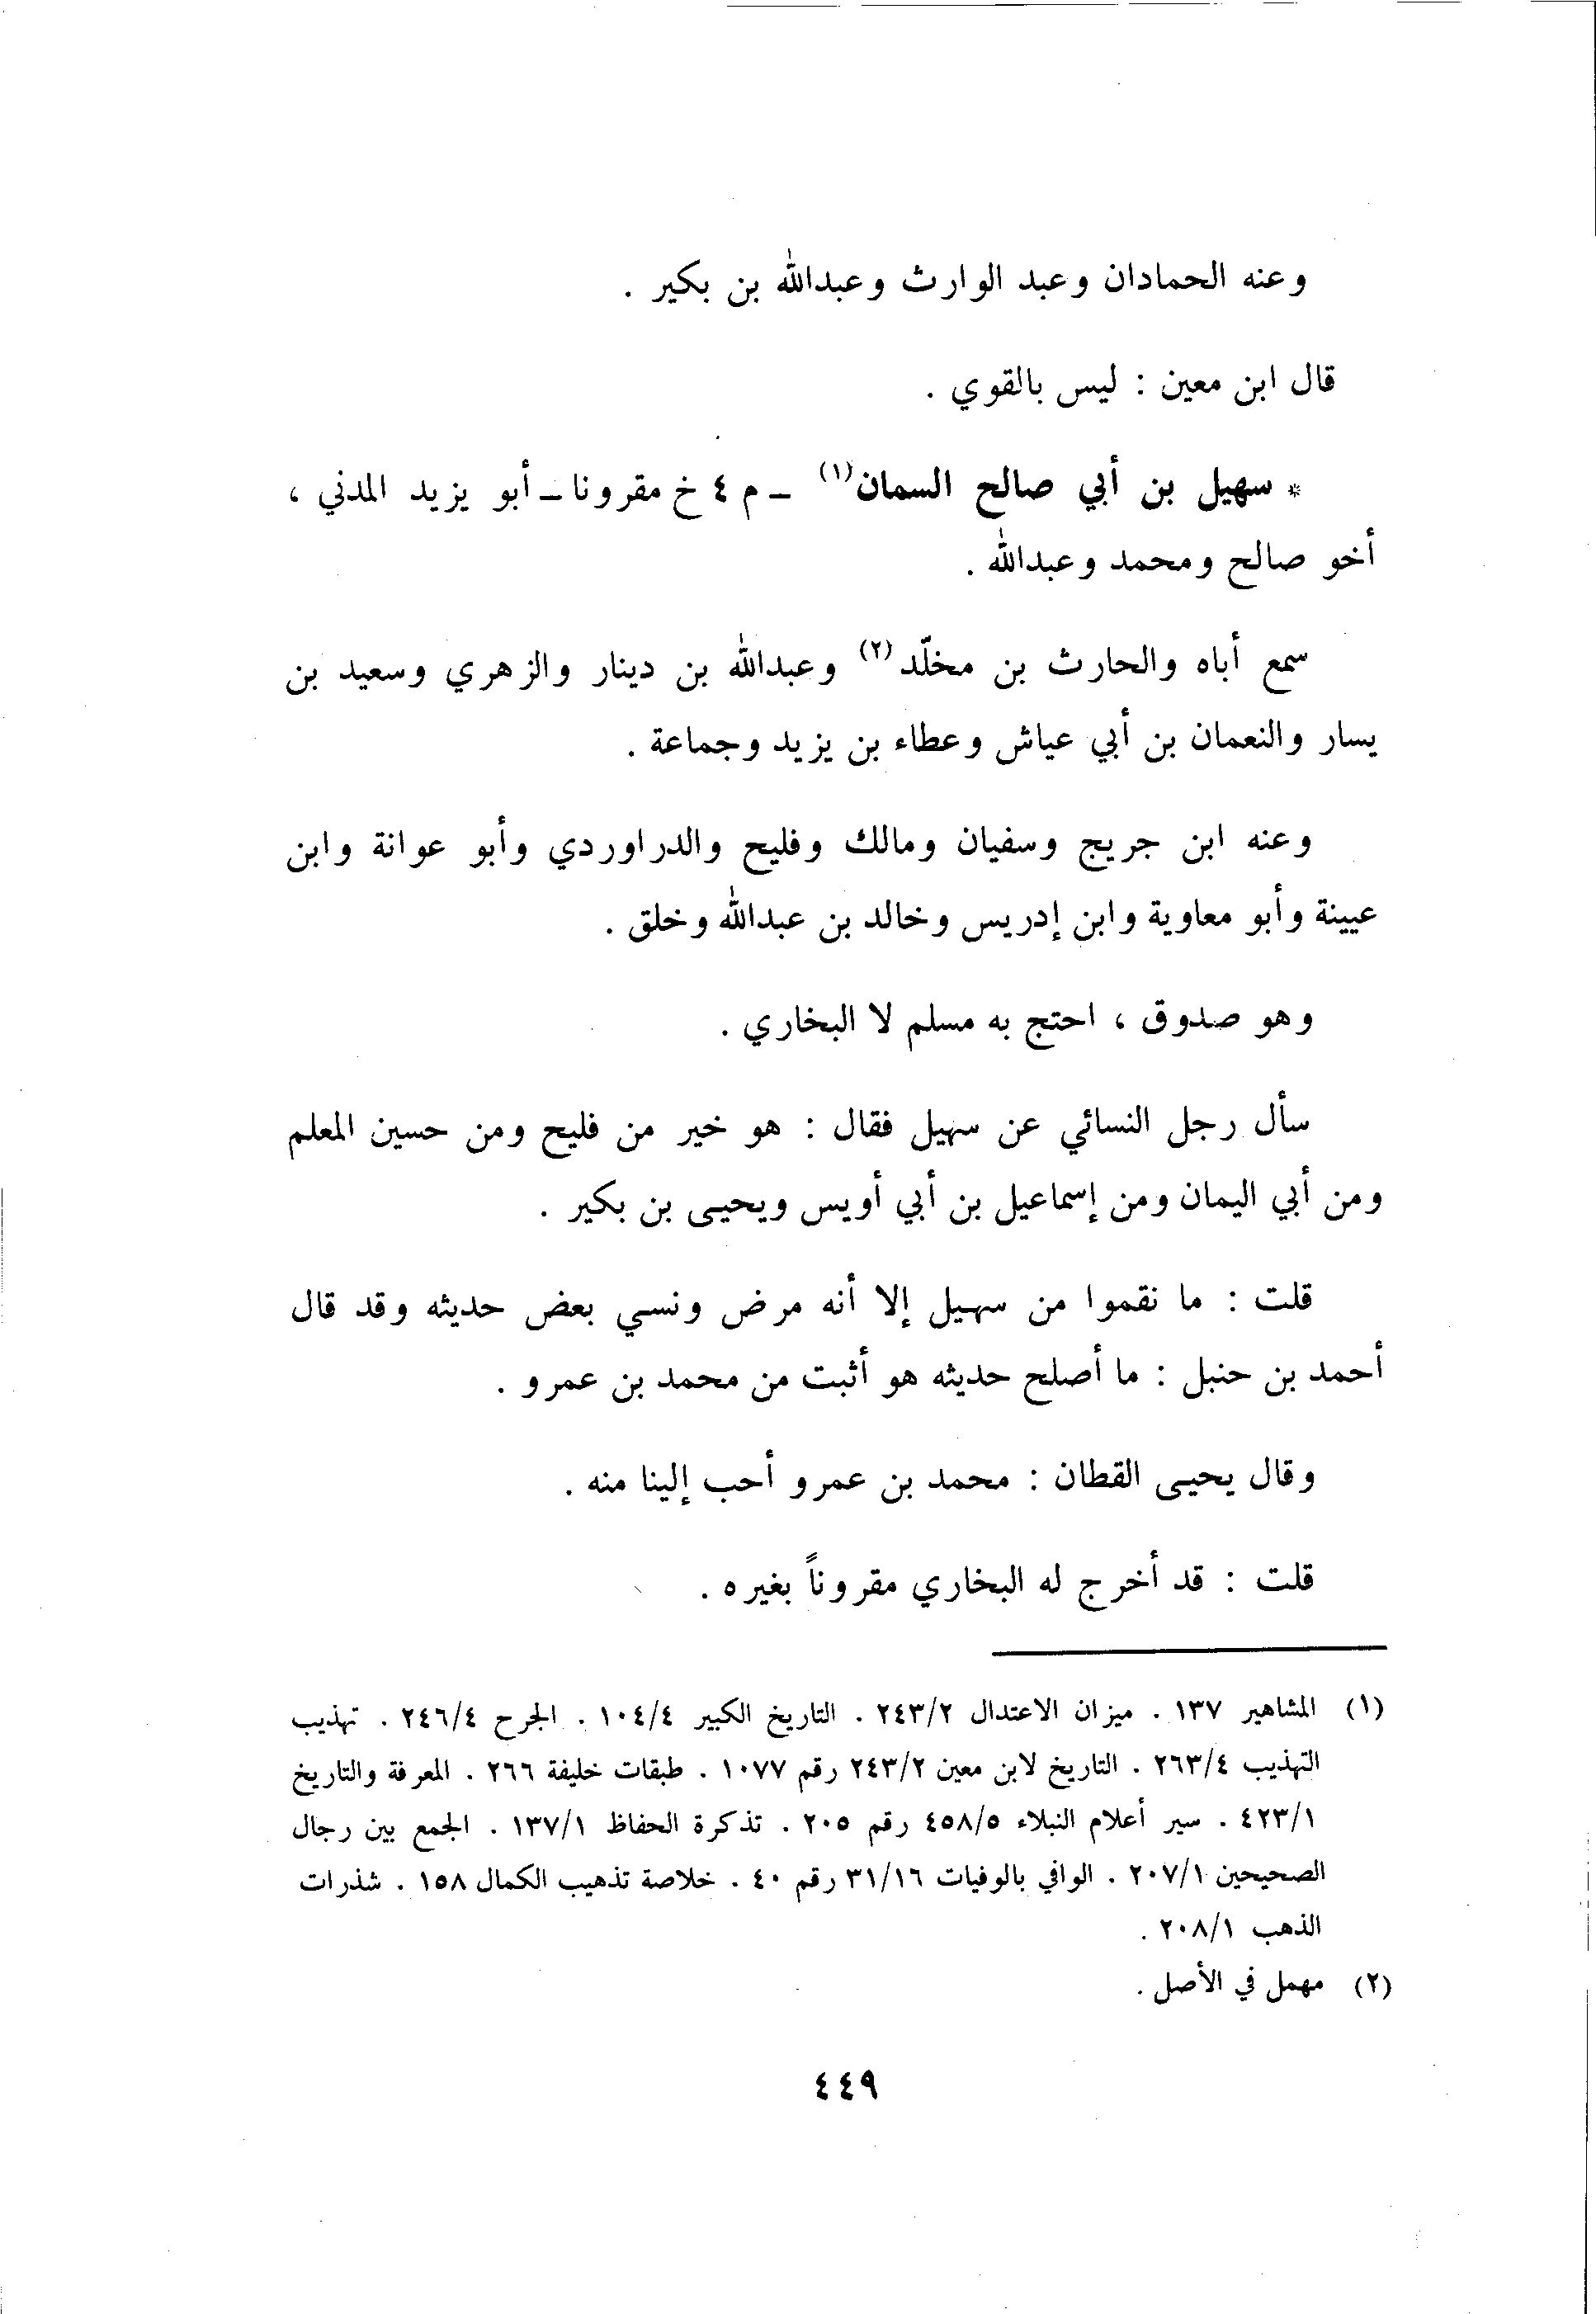 وعنه الحمادان وعبد الوارث وعبدالله بن بكير .
قال ابن معين : ليس بالقوي .
* سهيل بن أبي صالح السمان (١) ــ م ٤ خ مقرونا ــ أبو يزيد المدني ،
أخو صالح ومحمد وعبدالله .
سمع أباه والحارث بن مخلّد (٢) وعبدالله بن دينار والزهري وسعيد بن
يسار والنعمان بن أبي عياش وعطاء بن يزيد وجماعة .
وعنه ابن جريج وسفيان ومالك وفليح والدراوردي وأبو عوانة وابن
عيينة وأبو معاوية وابن إدريس وخالد بن عبدالله وخلق .
وهو صدوق ، احتج به مسلم لا البخاري .
سأل رجل النسائي عن سهيل فقال : هو خير من فليح ومن حسين المعلم
ومن أبي اليمان ومن إسماعيل بن أبي أويس ويحيى بن بكير .
قلت : ما نقموا من سهيل إلا أنه مرض ونسي بعض حديثه وقد قال
أحمد بن حنبل : ما أصلح حديثه هو أثبت من محمد بن عمرو .
وقال يحيى القطان : محمد بن عمرو أحب إلينا منه .
قلت : قد أخرج له البخاري مقروناً بغيره .
(١) المشاهير ١٣٧ . ميزان الاعتدال ٢٤٣/٢ . التاريخ الكبير ١٠٤/٤ . الجرح ٢٤٦/٤ . تهذيب
التهذيب ٢٦٣/٤ . التاريخ لابن معين ٢٤٣/٢ رقم ١٠٧٧ . طبقات خليفة ٢٦٦ . المعرفة والتاريخ
٤٢٣/١ . سير أعلام النبلاء ٤٥٨/٥ رقم ٢٠٥ . تذكرة الحفاظ ١٣٧/١ . الجمع بين رجال
الصحيحين ٢٠٧/١ . الوافي بالوفيات ٣١/١٦ رقم ٤٠ . خلاصة تذهيب الكمال ١٥٨ . شذرات
الذهب ٢٠٨/١ .
(٢) مهمل في الأصل .
٤٤٩